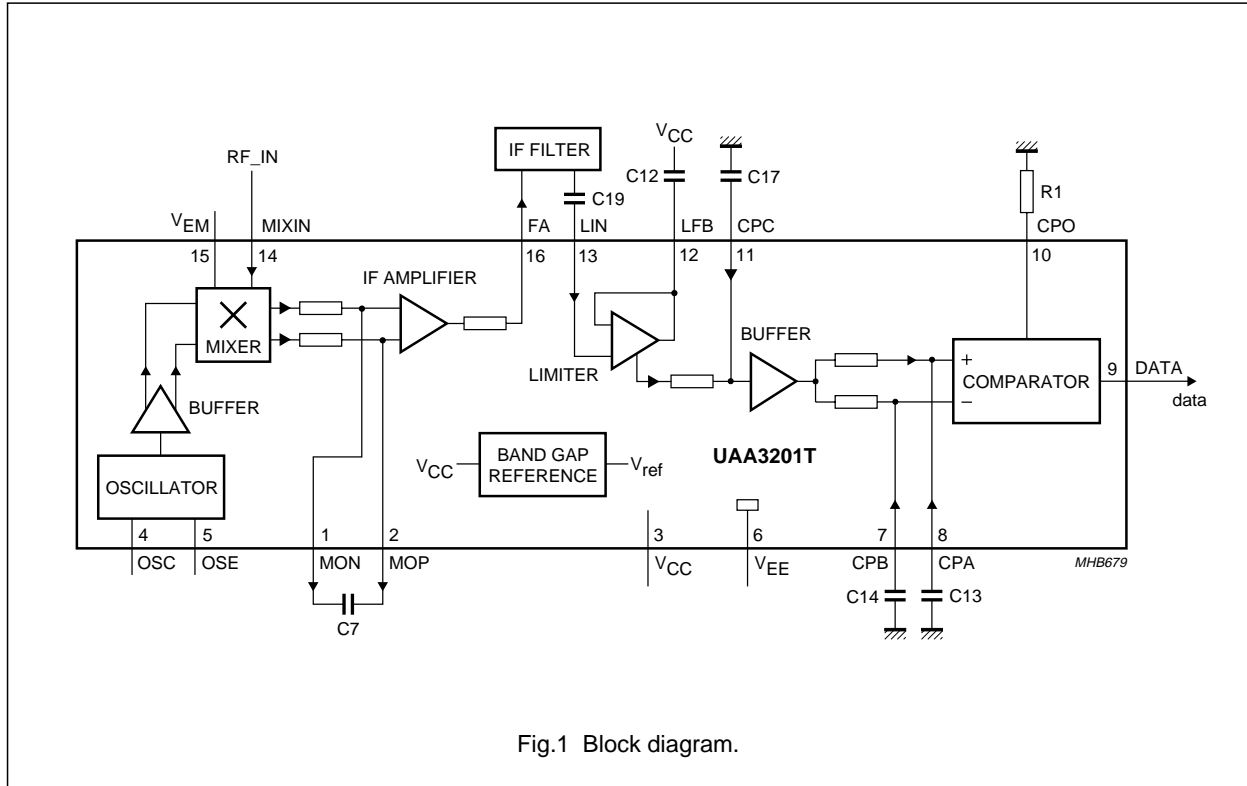 IF FILTER
V_CC
RF_IN
C12
C17
C19
R1
V_EM
MIXIN
FA
LIN
LFB
CPC
CPO
15
14
16
13
12
11
10
IF AMPLIFIER
MIXER
BUFFER
+
COMPARATOR
−
9
DATA
data
LIMITER
BUFFER
V_CC
BAND GAP
REFERENCE
V_ref
UAA3201T
OSCILLATOR
4
5
1
2
3
6
7
8
OSC
OSE
MON
MOP
V_CC
V_EE
CPB
CPA
MHB679
C7
C14
C13
Fig.1 Block diagram.